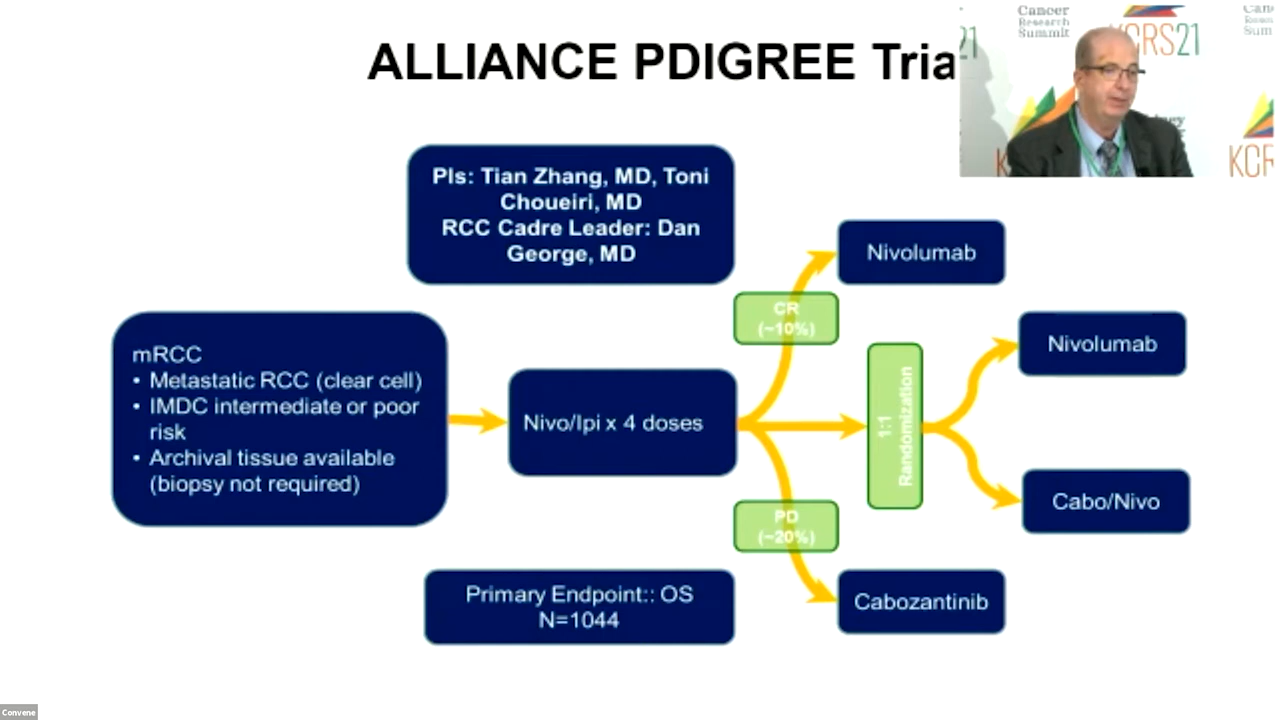 ALLIANCE PDIGREE Tria
Cancer
Research
Summit
KCRS21
21
PIs: Tian Zhang, MD, Toni
Choueiri, MD
RCC Cadre Leader: Dan
George, MD
Nivolumab
CR
(~10%)
mRCC
• Metastatic RCC (clear cell)
• IMDC intermediate or poor
risk
• Archival tissue available
(biopsy not required)
Nivo/Ipi x 4 doses
1:1
Randomization
Nivolumab
Cabo/Nivo
PD
(~20%)
Cabozantinib
Primary Endpoint:: OS
N=1044
Convene